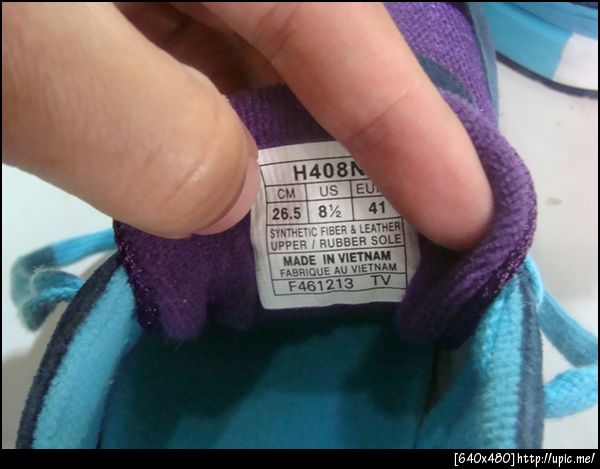 H408N
CM US EUR
26.5 8½ 41
SYNTHETIC FIBER & LEATHER
UPPER / RUBBER SOLE
MADE IN VIETNAM
FABRIQUE AU VIETNAM
F461213 TV
[640x480]http://upic.me/